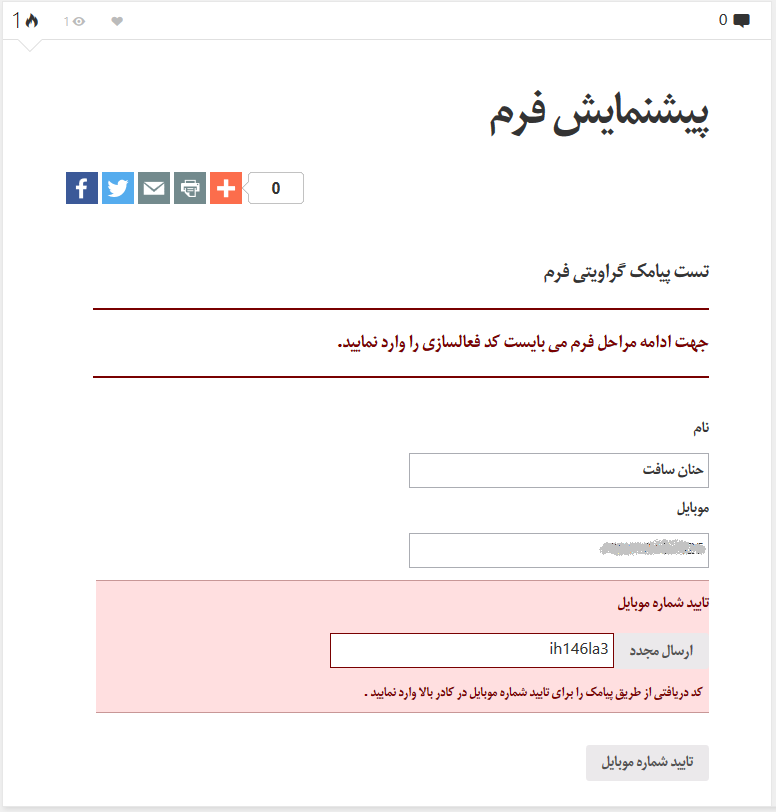 1
1
0
پیشنمایش فرم
0
تست پیامک گراویتی فرم
جهت ادامه مراحل فرم می بایست کد فعالسازی را وارد نمایید.
نام
حنان سافت
موبایل
تایید شماره موبایل
ارسال مجدد
ih146la3
کد دریافتی از طریق پیامک را برای تایید شماره موبایل در کادر بالا وارد نمایید .
تایید شماره موبایل